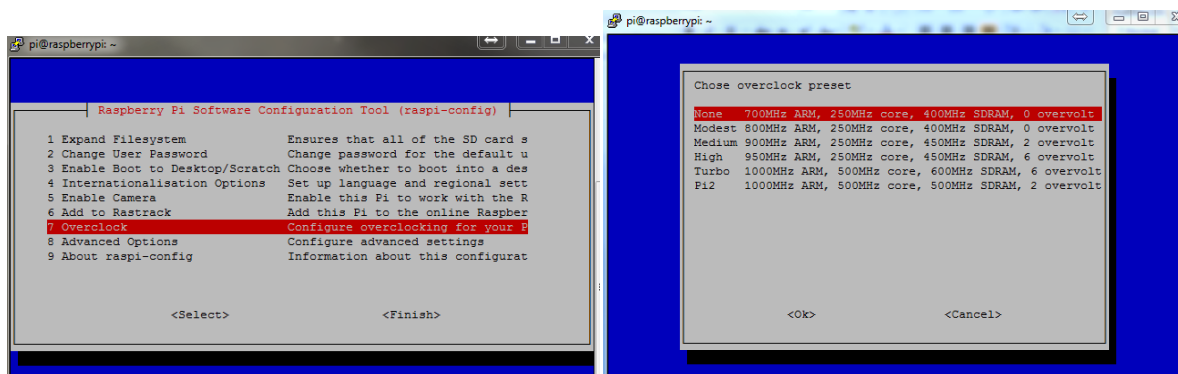 pi@raspberrypi: ~
Raspberry Pi Software Configuration Tool (raspi-config)
1 Expand Filesystem Ensures that all of the SD card s
2 Change User Password Change password for the default u
3 Enable Boot to Desktop/Scratch Choose whether to boot into a des
4 Internationalisation Options Set up language and regional sett
5 Enable Camera Enable this Pi to work with the R
6 Add to Rastrack Add this Pi to the online Raspber
7 Overclock Configure overclocking for your P
8 Advanced Options Configure advanced settings
9 About raspi-config Information about this configurat
<Select> <Finish>
pi@raspberrypi: ~
Chose overclock preset
None 700MHz ARM, 250MHz core, 400MHz SDRAM, 0 overvolt
Modest 800MHz ARM, 250MHz core, 400MHz SDRAM, 0 overvolt
Medium 900MHz ARM, 250MHz core, 450MHz SDRAM, 2 overvolt
High 950MHz ARM, 250MHz core, 450MHz SDRAM, 6 overvolt
Turbo 1000MHz ARM, 500MHz core, 600MHz SDRAM, 6 overvolt
Pi2 1000MHz ARM, 500MHz core, 500MHz SDRAM, 2 overvolt
<Ok> <Cancel>